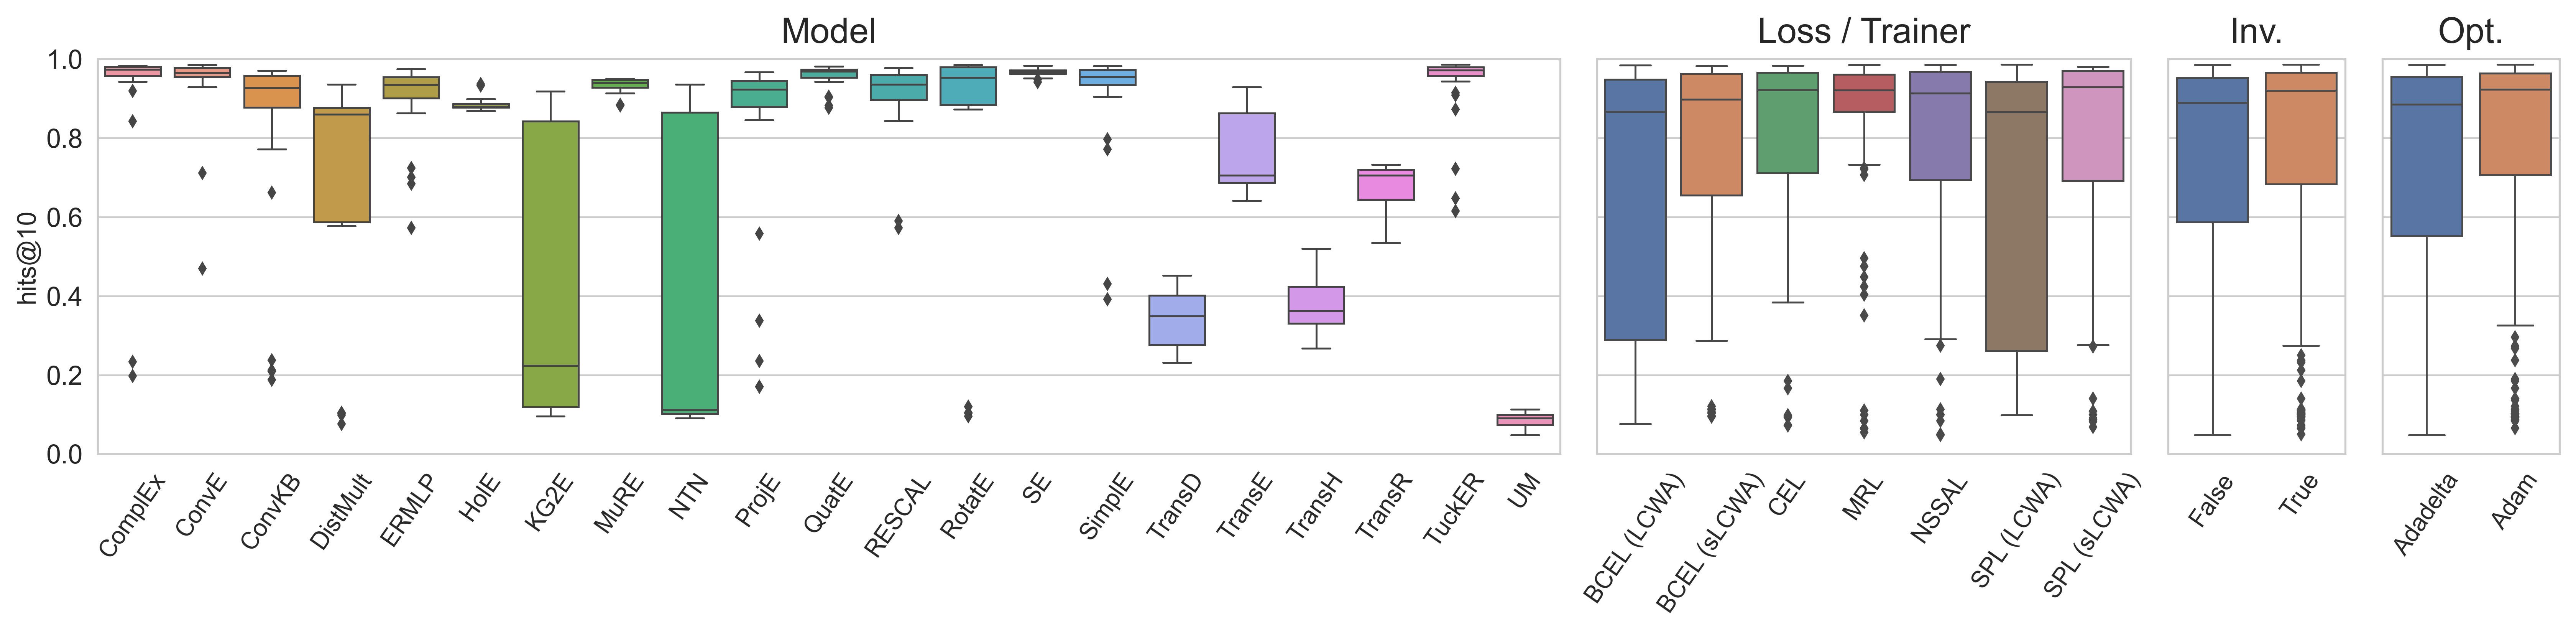 Model
Loss / Trainer
Inv.
Opt.
hits@10
1.0
0.8
0.6
0.4
0.2
0.0
ComplEx
ConvE
ConvKB
DistMult
ERMLP
HolE
KG2E
MuRE
NTN
ProjE
QuatE
RESCAL
RotatE
SE
SimplE
TransD
TransE
TransH
TransR
TuckER
UM
BCEL (LCWA)
BCEL (sLCWA)
CEL
MRL
NSSAL
SPL (LCWA)
SPL (sLCWA)
False
True
Adadelta
Adam